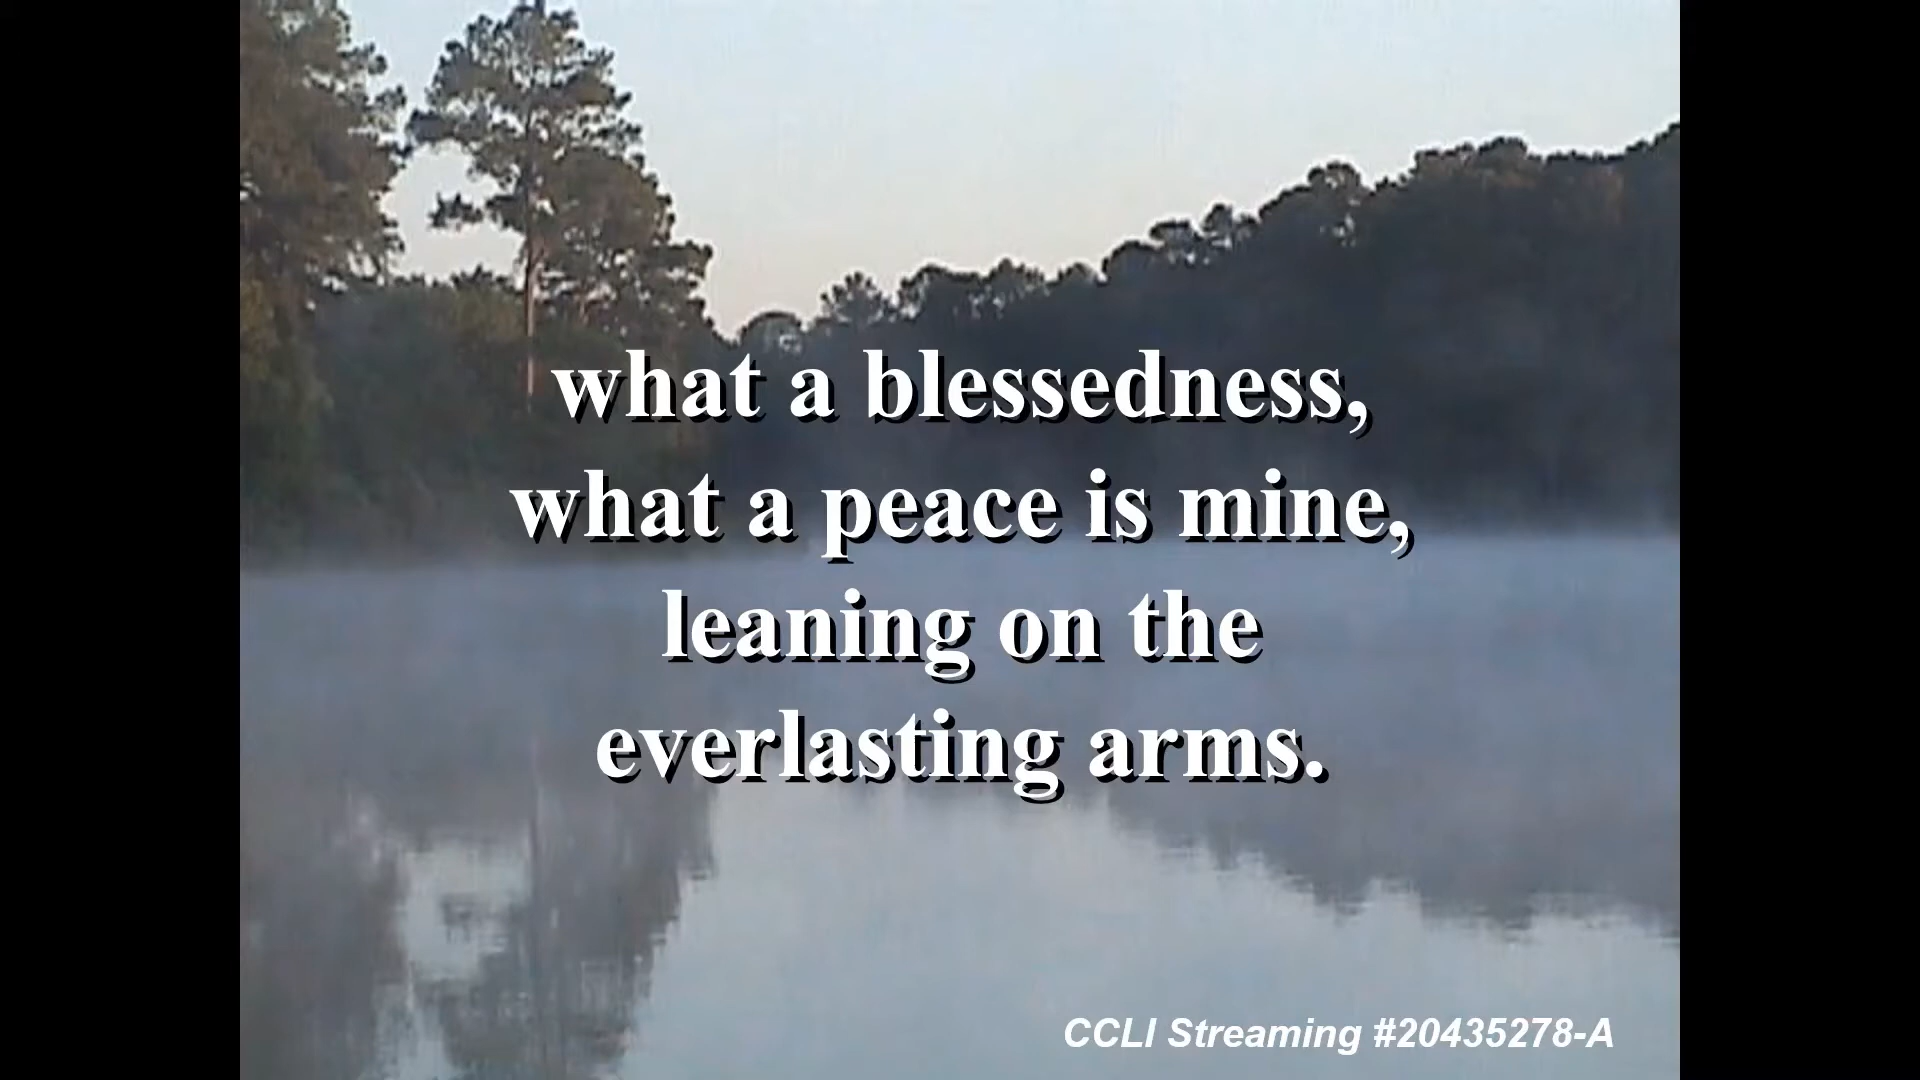 what a blessedness,
what a peace is mine,
leaning on the
everlasting arms.
CCLI Streaming #20435278-A